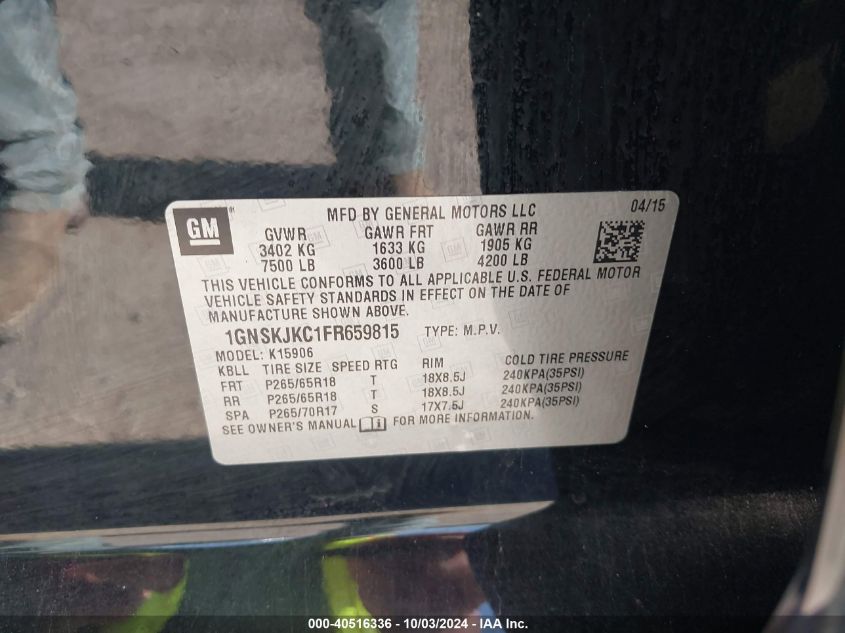 GM
MFD BY GENERAL MOTORS LLC 04/15
GVWR GAWR FRT GAWR RR
3402 KG 1633 KG 1905 KG
7500 LB 3600 LB 4200 LB
THIS VEHICLE CONFORMS TO ALL APPLICABLE U.S. FEDERAL MOTOR
VEHICLE SAFETY STANDARDS IN EFFECT ON THE DATE OF
MANUFACTURE SHOWN ABOVE.
1GNSKJKC1FR659815 TYPE: M.P.V.
MODEL: K15906
KBLL TIRE SIZE SPEED RTG RIM COLD TIRE PRESSURE
FRT P265/65R18 T 18X8.5J 240KPA(35PSI)
RR P265/65R18 T 18X8.5J 240KPA(35PSI)
SPA P265/70R17 S 17X7.5J 240KPA(35PSI)
SEE OWNER'S MANUAL FOR MORE INFORMATION.
000-40516336 - 10/03/2024 - IAA Inc.